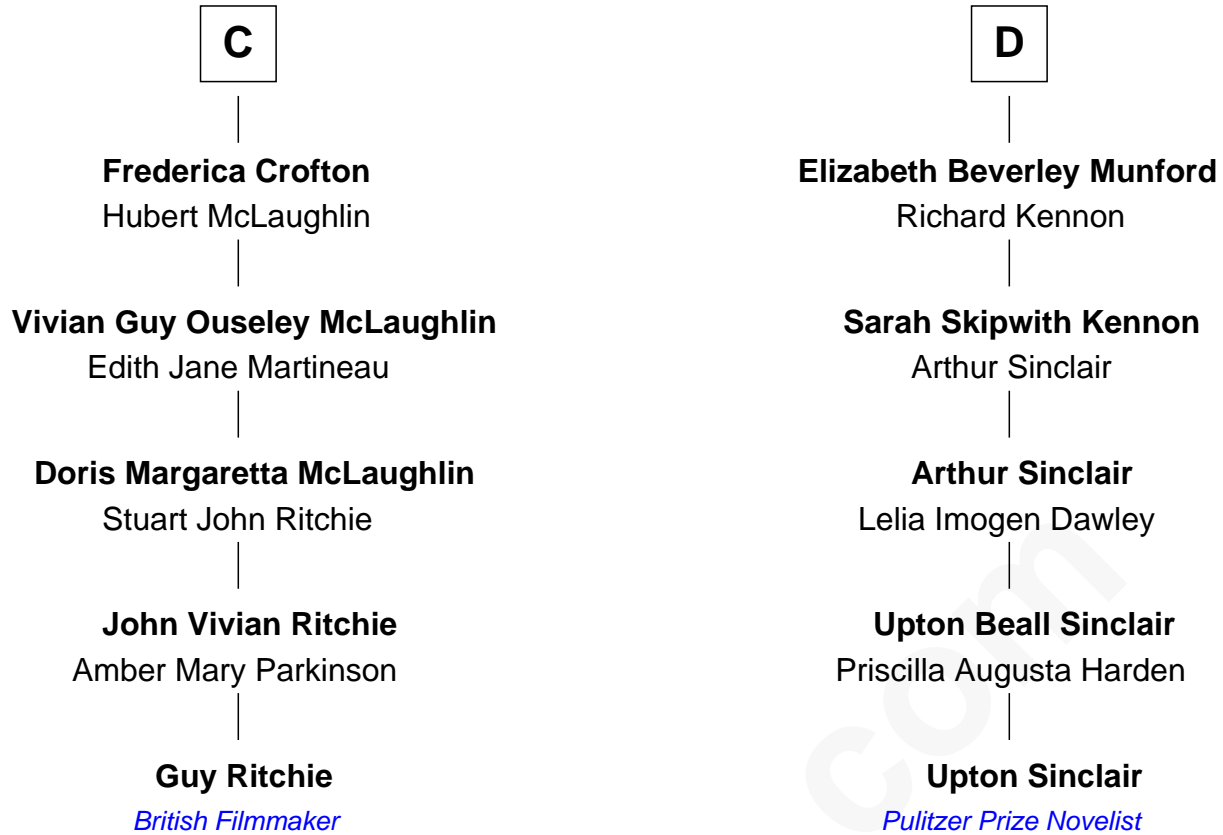 C
Frederica Crofton
Hubert McLaughlin
Vivian Guy Ouseley McLaughlin
Edith Jane Martineau
Doris Margaretta McLaughlin
Stuart John Ritchie
John Vivian Ritchie
Amber Mary Parkinson
Guy Ritchie
British Filmmaker
D
Elizabeth Beverley Munford
Richard Kennon
Sarah Skipwith Kennon
Arthur Sinclair
Arthur Sinclair
Lelia Imogen Dawley
Upton Beall Sinclair
Priscilla Augusta Harden
Upton Sinclair
Pulitzer Prize Novelist
com